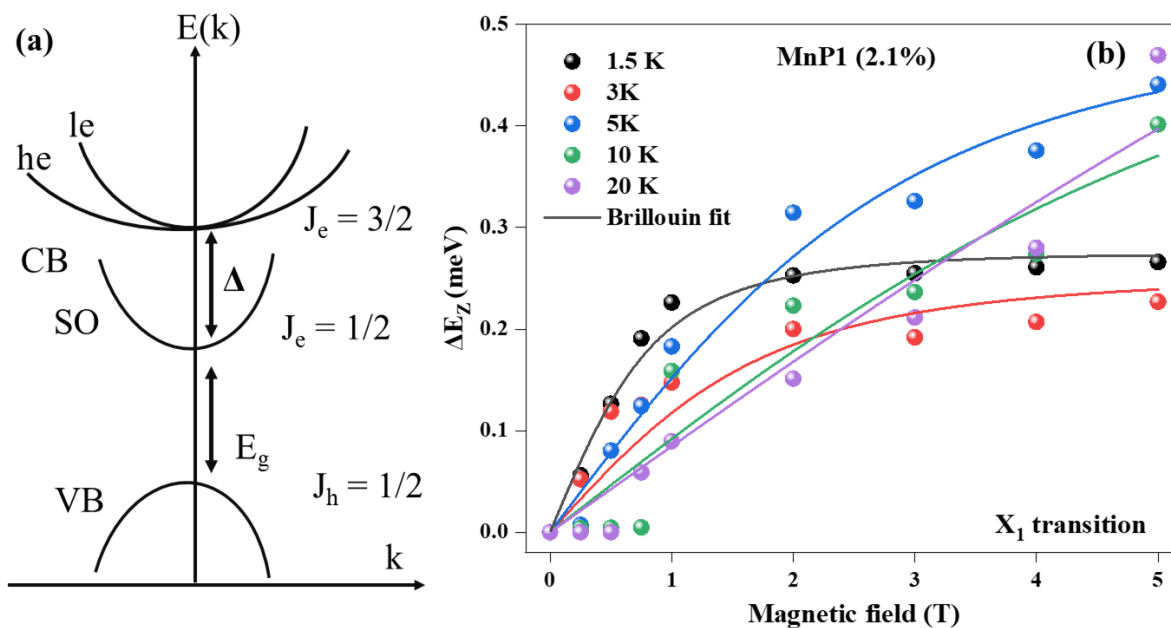 (a)
E(k)
le
he
J_e = 3/2
CB
Δ
SO
J_e = 1/2
E_g
VB
J_h = 1/2
k
(b)
MnP1 (2.1%)
1.5 K
3K
5K
10 K
20 K
Brillouin fit
X₁ transition
ΔE_Z (meV)
0.5
0.4
0.3
0.2
0.1
0.0
0 1 2 3 4 5
Magnetic field (T)